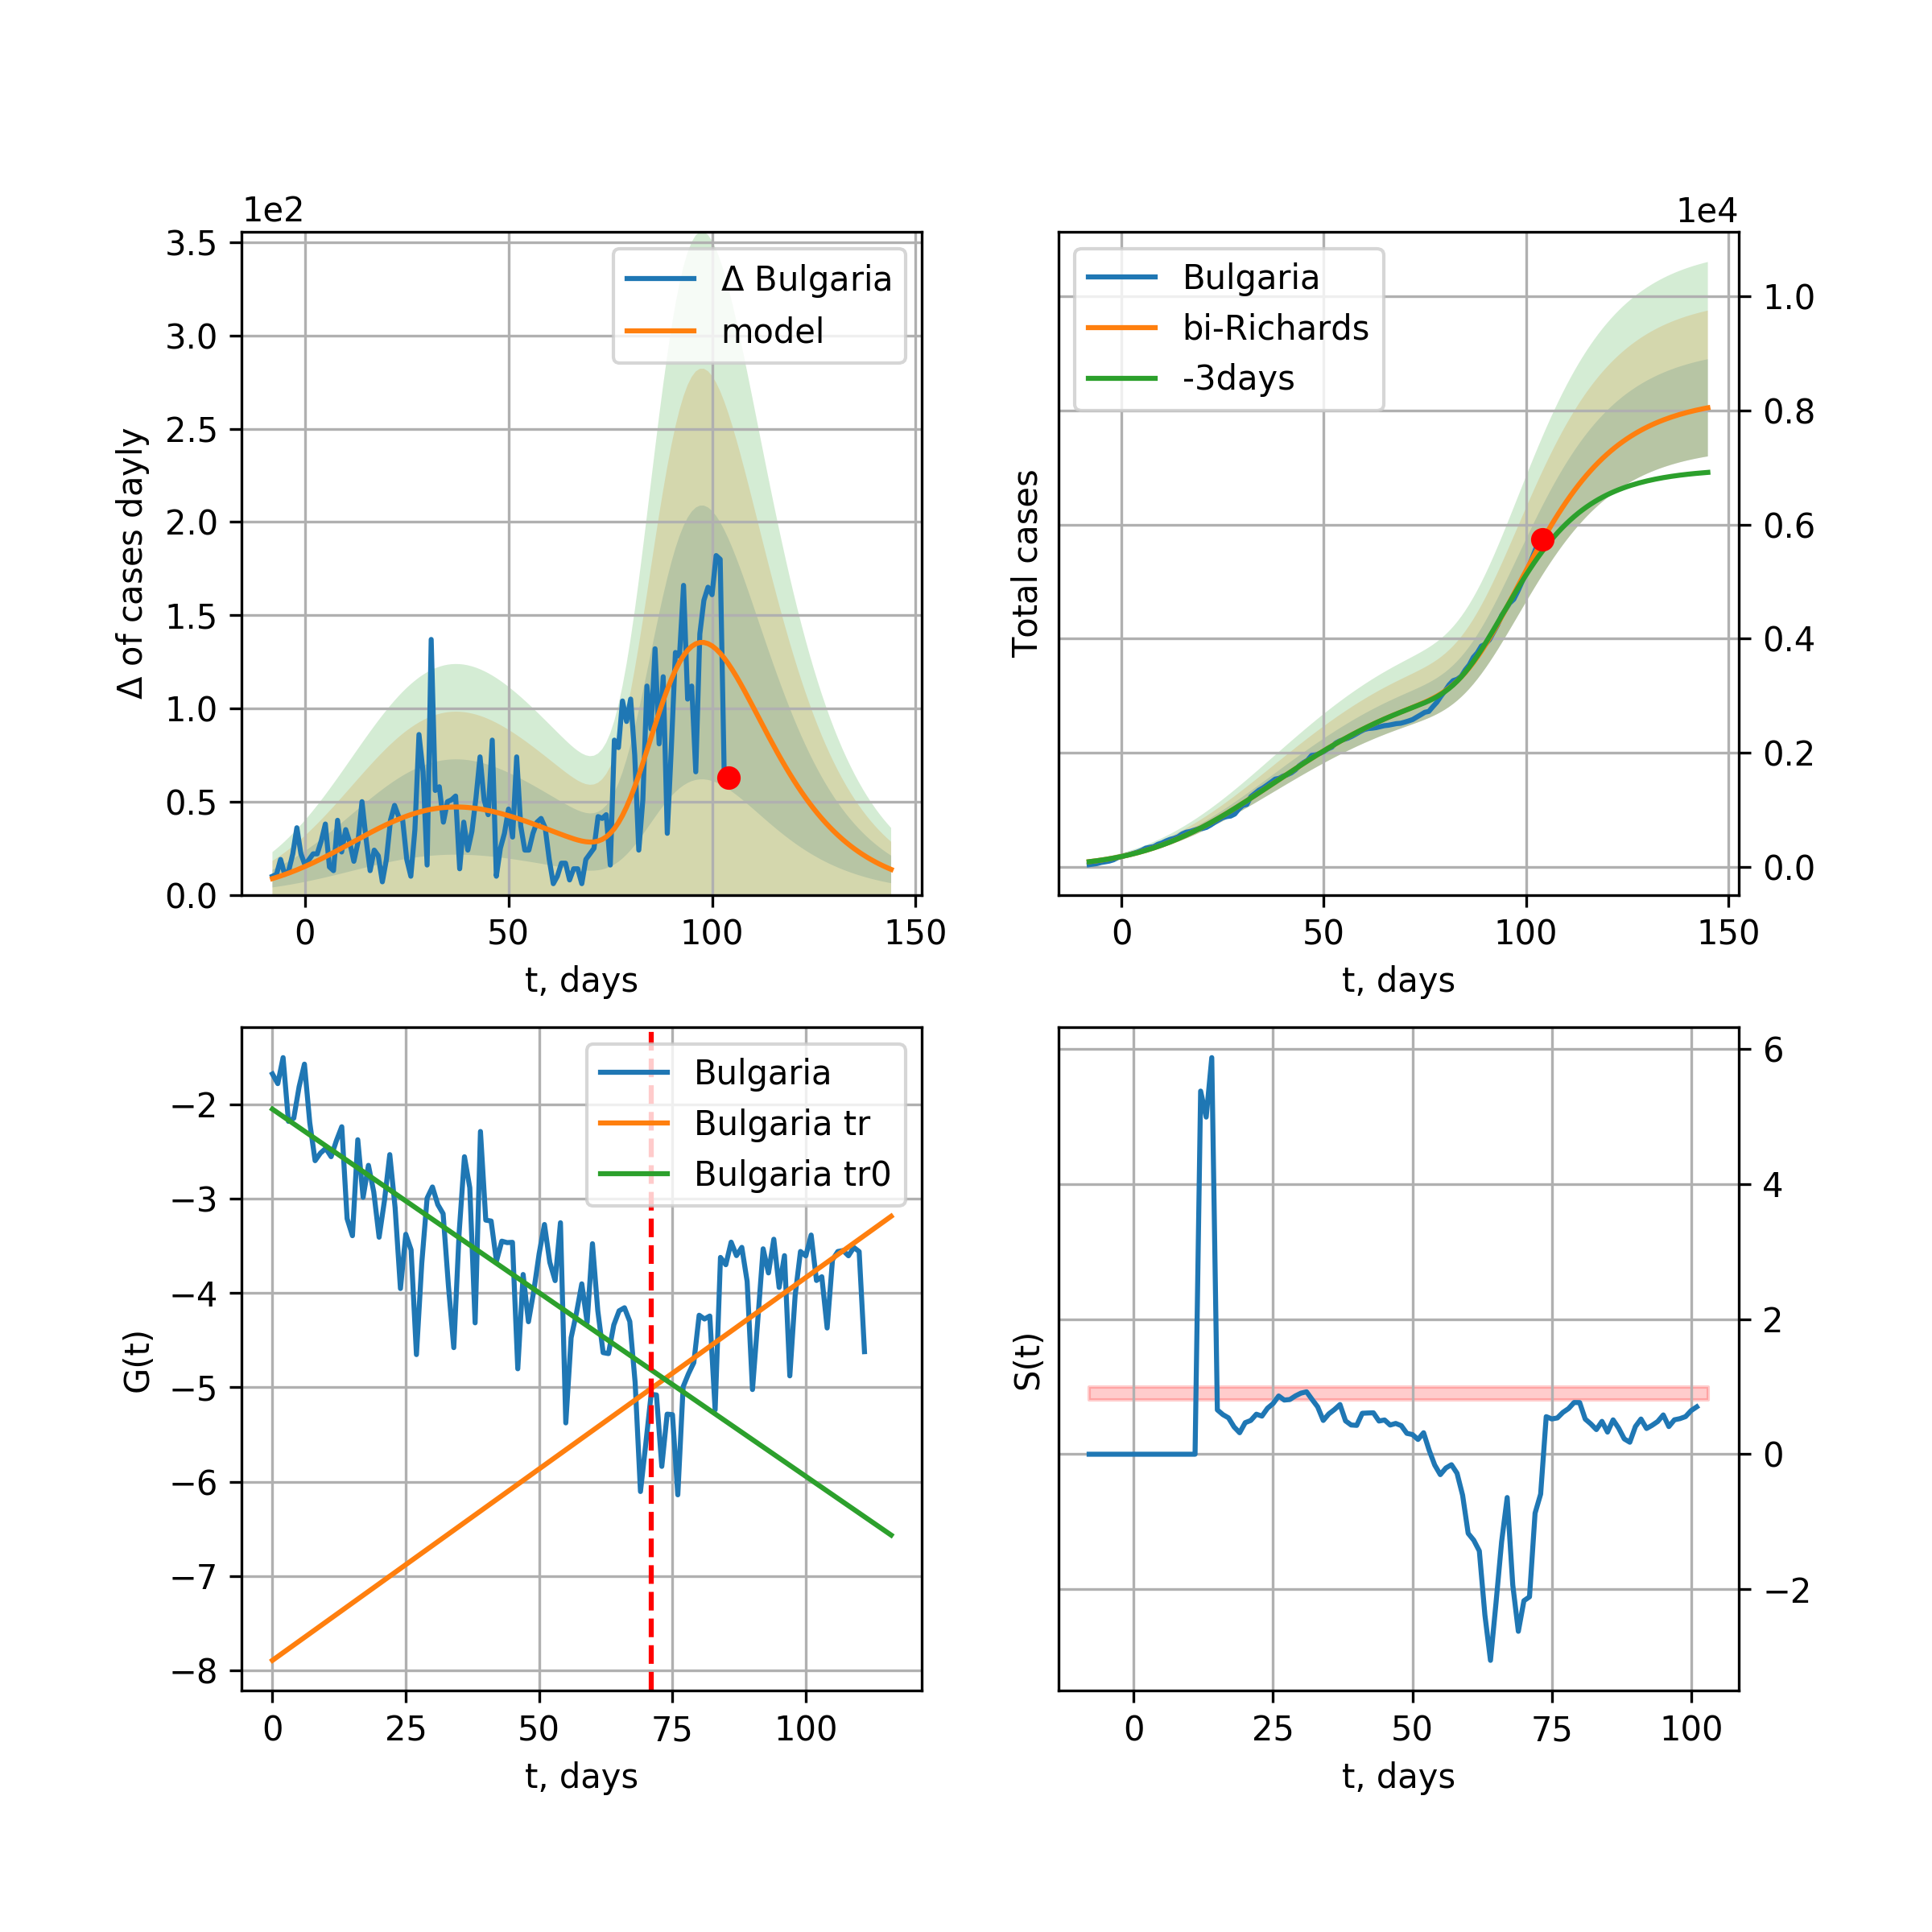 1e2
3.5
3.0
2.5
2.0
1.5
1.0
0.5
0.0
Δ of cases dayly
Δ Bulgaria
model
0 50 100 150
t, days
1e4
Bulgaria
bi-Richards
-3days
1.0
0.8
0.6
0.4
0.2
0.0
Total cases
0 50 100 150
t, days
−2
−3
−4
−5
−6
−7
−8
G(t)
Bulgaria
Bulgaria tr
Bulgaria tr0
0 25 50 75 100
t, days
6
4
2
0
−2
S(t)
0 25 50 75 100
t, days